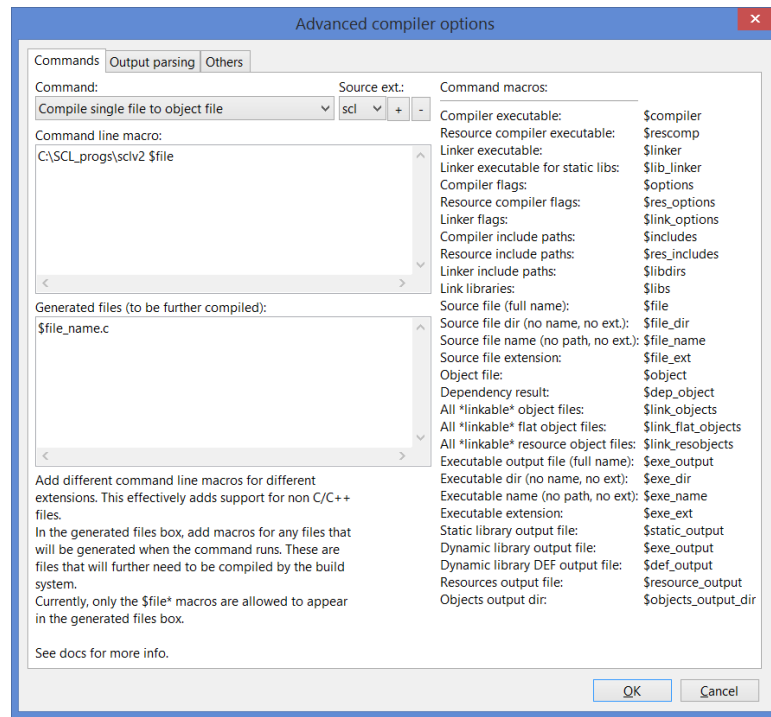 Advanced compiler options
Commands
Output parsing
Others
Command:
Source ext.:
Compile single file to object file
scl
+
-
Command line macro:
C:\SCL_progs\sclv2 $file
Generated files (to be further compiled):
$file_name.c
Add different command line macros for different
extensions. This effectively adds support for non C/C++
files.
In the generated files box, add macros for any files that
will be generated when the command runs. These are
files that will further need to be compiled by the build
system.
Currently, only the $file* macros are allowed to appear
in the generated files box.
See docs for more info.
Command macros:
Compiler executable: $compiler
Resource compiler executable: $rescomp
Linker executable: $linker
Linker executable for static libs: $lib_linker
Compiler flags: $options
Resource compiler flags: $res_options
Linker flags: $link_options
Compiler include paths: $includes
Resource include paths: $res_includes
Linker include paths: $libdirs
Link libraries: $libs
Source file (full name): $file
Source file dir (no name, no ext.): $file_dir
Source file name (no path, no ext.): $file_name
Source file extension: $file_ext
Object file: $object
Dependency result: $dep_object
All *linkable* object files: $link_objects
All *linkable* flat object files: $link_flat_objects
All *linkable* resource object files: $link_resobjects
Executable output file (full name): $exe_output
Executable dir (no name, no ext): $exe_dir
Executable name (no path, no ext): $exe_name
Executable extension: $exe_ext
Static library output file: $static_output
Dynamic library output file: $exe_output
Dynamic library DEF output file: $def_output
Resources output file: $resource_output
Objects output dir: $objects_output_dir
OK
Cancel